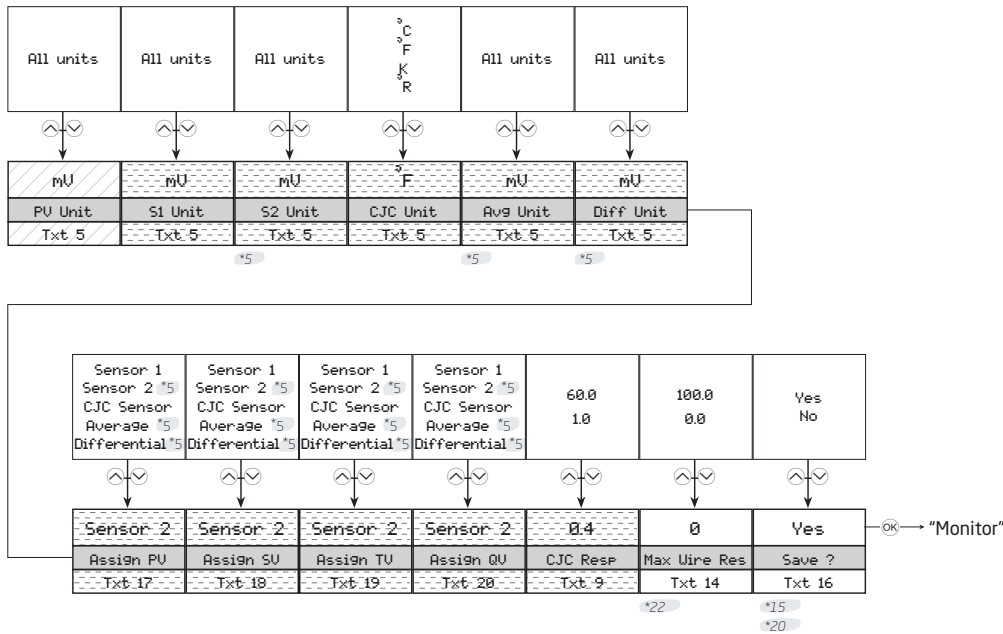 All units All units All units °C °F K °R All units All units
mV mV mV °F mV mV
PV Unit S1 Unit S2 Unit CJC Unit Avg Unit Diff Unit
Txt 5 Txt 5 Txt 5 Txt 5 Txt 5 Txt 5
*5 *5 *5
Sensor 1 Sensor 1 Sensor 1 Sensor 1
Sensor 2 *5 Sensor 2 *5 Sensor 2 *5 Sensor 2 *5 60.0 100.0 Yes
CJC Sensor CJC Sensor CJC Sensor CJC Sensor 1.0 0.0 No
Average *5 Average *5 Average *5 Average *5
Differential *5 Differential *5 Differential *5 Differential *5
Sensor 2 Sensor 2 Sensor 2 Sensor 2 0.4 0 Yes OK "Monitor"
Assign PV Assign SV Assign TV Assign QV CJC Resp Max Wire Res Save ?
Txt 17 Txt 18 Txt 19 Txt 20 Txt 9 Txt 14 Txt 16
*22 *15
*20